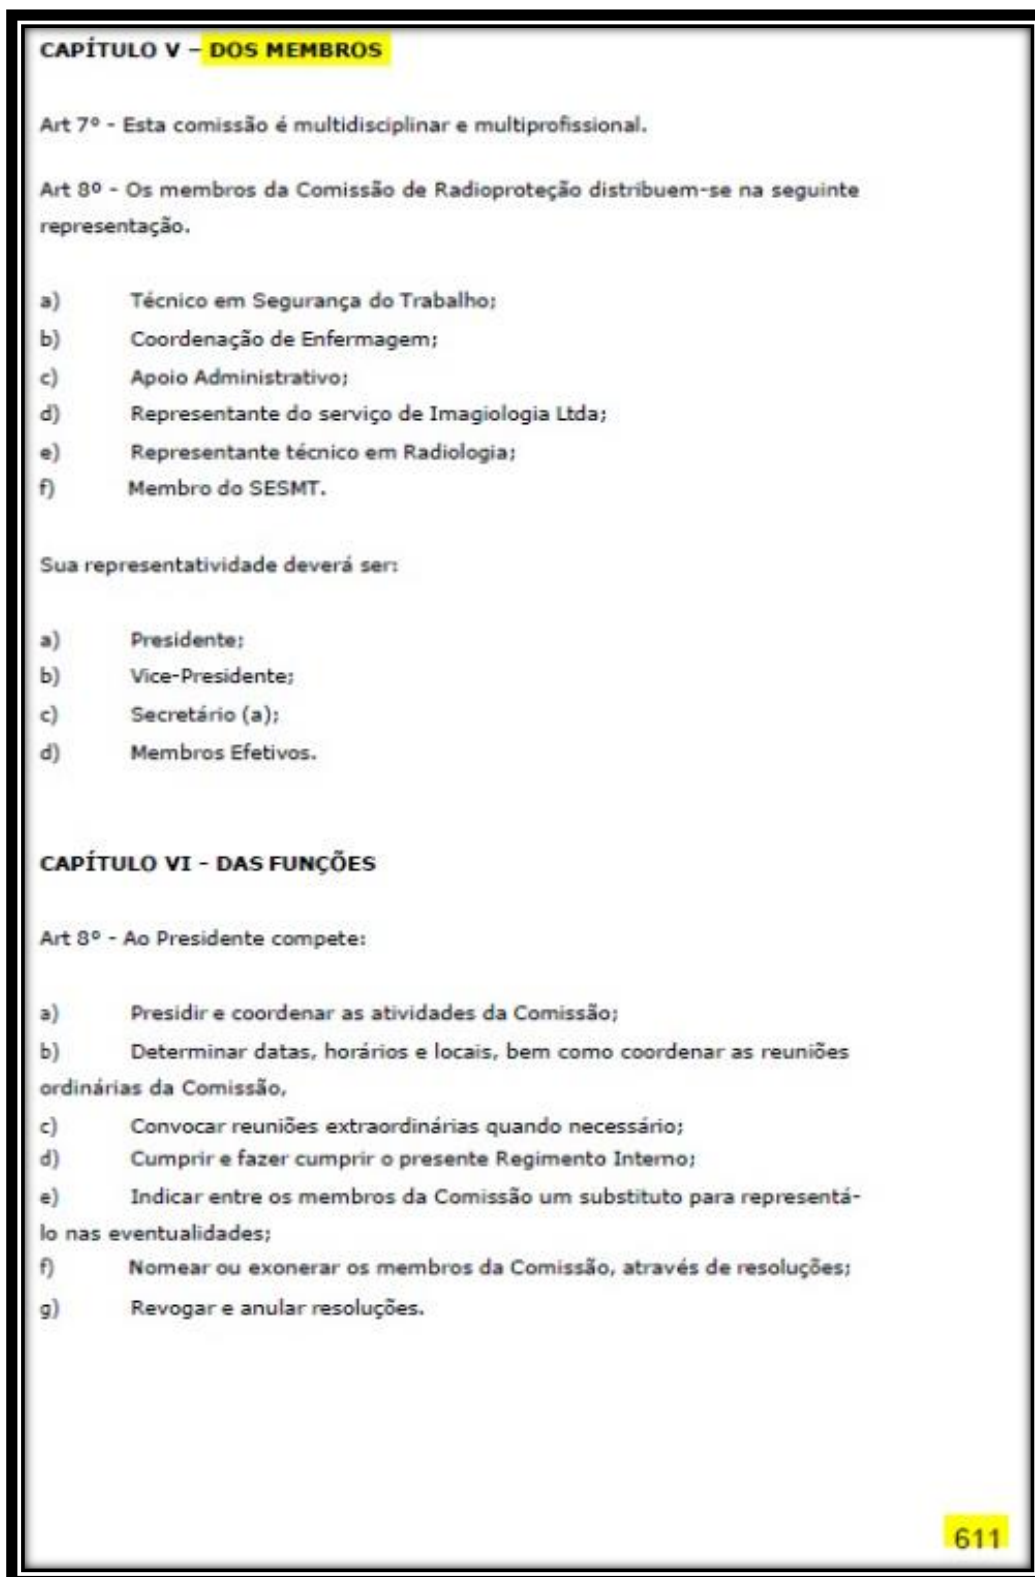 CAPÍTULO V – DOS MEMBROS
Art 7º - Esta comissão é multidisciplinar e multiprofissional.
Art 8º - Os membros da Comissão de Radioproteção distribuem-se na seguinte
representação.
a) Técnico em Segurança do Trabalho;
b) Coordenação de Enfermagem;
c) Apoio Administrativo;
d) Representante do serviço de Imagiologia Ltda;
e) Representante técnico em Radiologia;
f) Membro do SESMT.
Sua representatividade deverá ser:
a) Presidente;
b) Vice-Presidente;
c) Secretário (a);
d) Membros Efetivos.
CAPÍTULO VI - DAS FUNÇÕES
Art 8º - Ao Presidente compete:
a) Presidir e coordenar as atividades da Comissão;
b) Determinar datas, horários e locais, bem como coordenar as reuniões
ordinárias da Comissão,
c) Convocar reuniões extraordinárias quando necessário;
d) Cumprir e fazer cumprir o presente Regimento Interno;
e) Indicar entre os membros da Comissão um substituto para representá-
lo nas eventualidades;
f) Nomear ou exonerar os membros da Comissão, através de resoluções;
g) Revogar e anular resoluções.
611